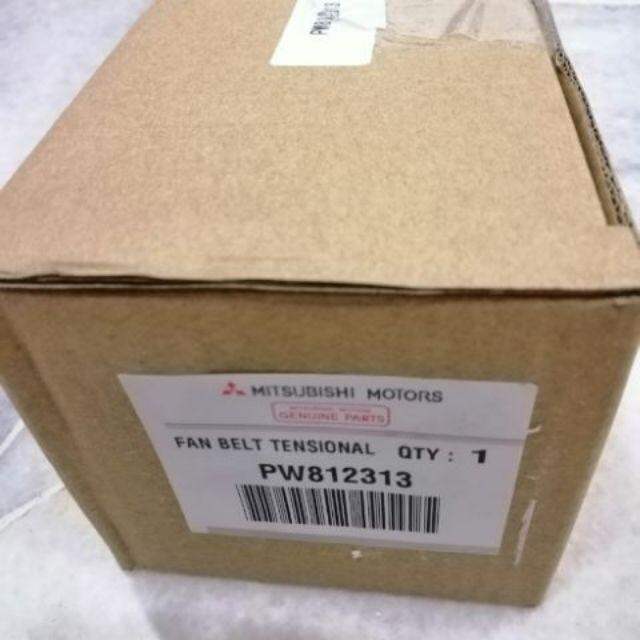 MITSUBISHI MOTORS
GENUINE PARTS
FAN BELT TENSIONAL QTY : 1
PW812313